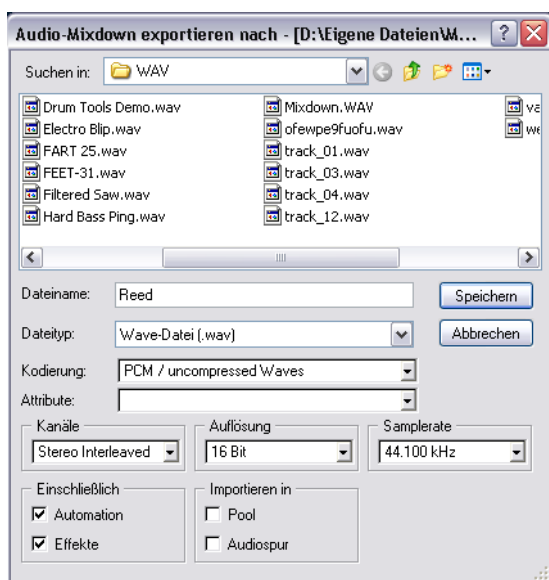 Audio-Mixdown exportieren nach - [D:\Eigene Dateien\M...
Suchen in: WAV
Drum Tools Demo.wav Mixdown.WAV va
Electro Blip.wav ofewpe9fuofu.wav we
FART 25.wav track_01.wav
FEET-31.wav track_03.wav
Filtered Saw.wav track_04.wav
Hard Bass Ping.wav track_12.wav
Dateiname: Reed Speichern
Dateityp: Wave-Datei (.wav) Abbrechen
Kodierung: PCM / uncompressed Waves
Attribute:
Kanäle Auflösung Samplerate
Stereo Interleaved 16 Bit 44.100 kHz
Einschließlich Importieren in
Automation Pool
Effekte Audiospur